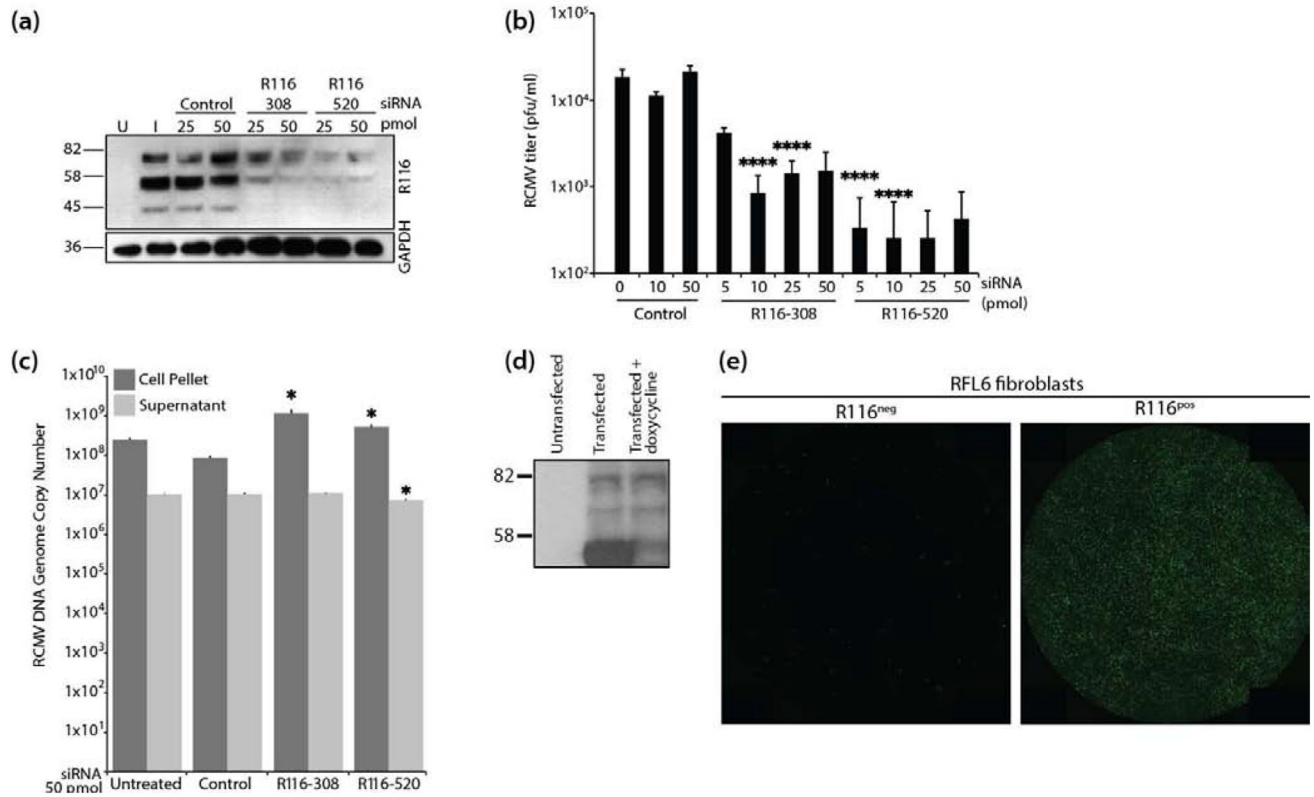 (a)
R116 R116
Control 308 520 siRNA
U I 25 50 25 50 25 50 pmol
82
58
45
36
R116
GAPDH
(b)
RCMV titer (pfu/ml)
1x10⁵
1x10⁴
1x10³
1x10²
**** **** **** ****
0 10 50 5 10 25 50 5 10 25 50 siRNA
(pmol)
Control R116-308 R116-520
(c)
RCMV DNA Genome Copy Number
1x10¹⁰
1x10⁹
1x10⁸
1x10⁷
1x10⁶
1x10⁵
1x10⁴
1x10³
1x10²
1x10¹
Cell Pellet
Supernatant
* * *
siRNA
50 pmol
Untreated Control R116-308 R116-520
(d)
Untransfected
Transfected
Transfected +
doxycycline
82
58
(e)
RFL6 fibroblasts
R116ⁿᵉᵍ R116ᵖᵒˢ